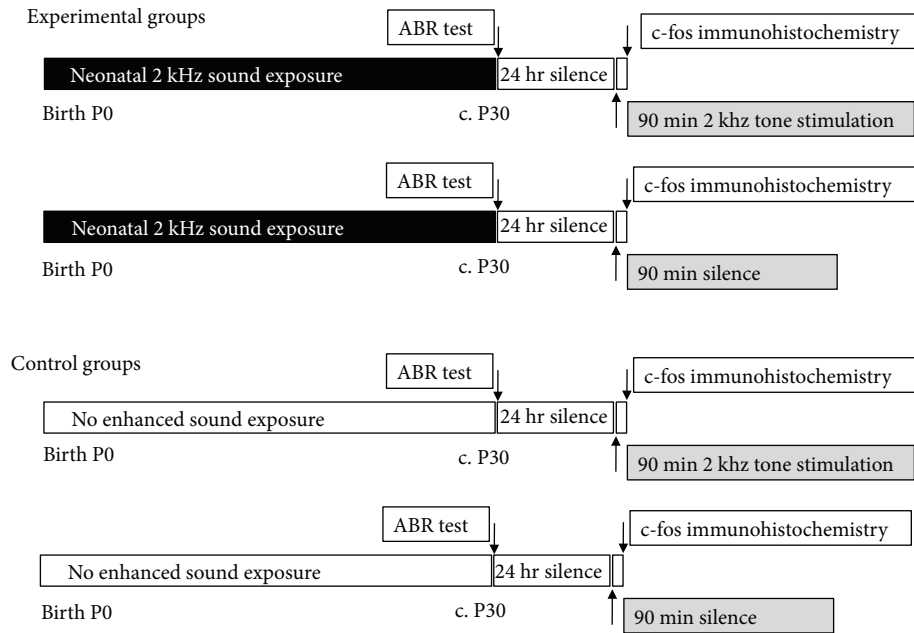 Experimental groups
ABR test
c-fos immunohistochemistry
Neonatal 2 kHz sound exposure
24 hr silence
Birth P0
c. P30
90 min 2 khz tone stimulation
ABR test
c-fos immunohistochemistry
Neonatal 2 kHz sound exposure
24 hr silence
Birth P0
c. P30
90 min silence
Control groups
ABR test
c-fos immunohistochemistry
No enhanced sound exposure
24 hr silence
Birth P0
c. P30
90 min 2 khz tone stimulation
ABR test
c-fos immunohistochemistry
No enhanced sound exposure
24 hr silence
Birth P0
c. P30
90 min silence